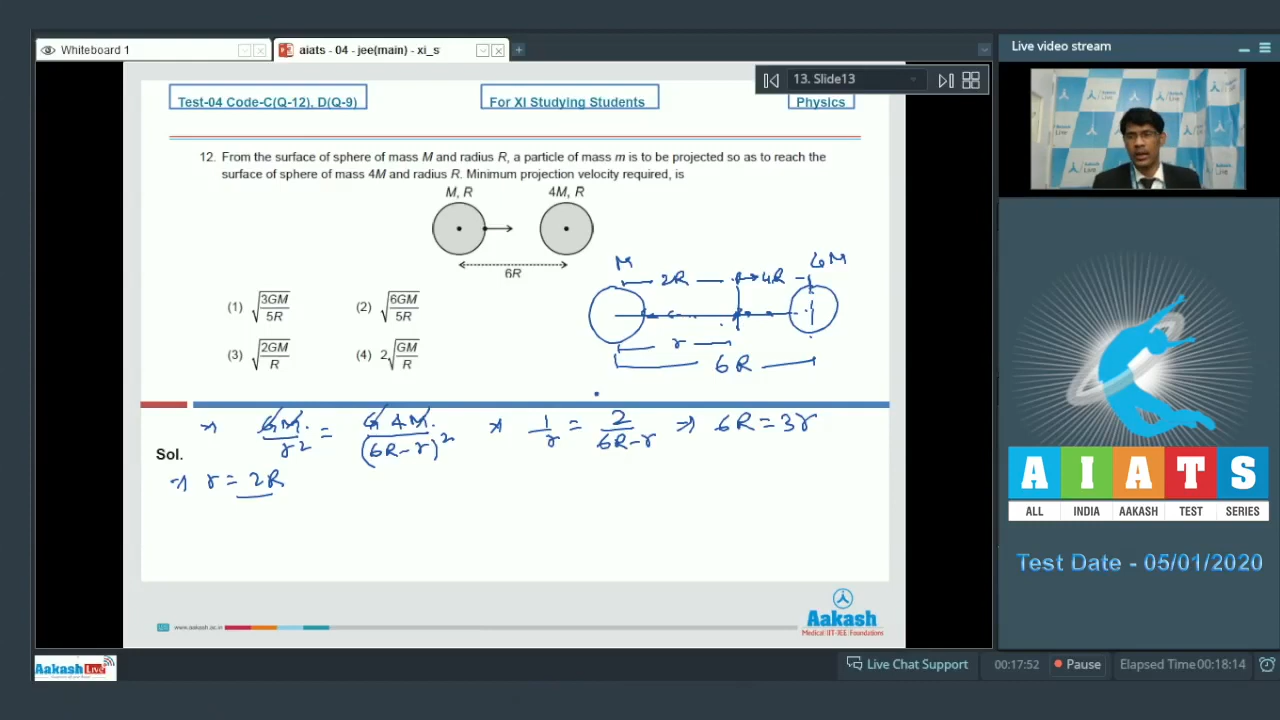 Whiteboard 1
aiats - 04 - jee(main) - xi_s
Live video stream
13. Slide13
Test-04 Code-C(Q-12), D(Q-9)
For XI Studying Students
Physics
12. From the surface of sphere of mass M and radius R, a particle of mass m is to be projected so as to reach the
surface of sphere of mass 4M and radius R. Minimum projection velocity required, is
M, R 4M, R
6R
M 2R 4R 4M
r
6R
(1) √(3GM/5R) (2) √(6GM/5R)
(3) √(2GM/R) (4) 2√(GM/R)
⇒ GM/r² = G4M/(6R-r)² ⇒ 1/r = 2/(6R-r) ⇒ 6R = 3r
Sol.
⇒ r = 2R
www.aakash.ac.in
Aakash
Medical|IIT-JEE|Foundations
A I A T S
ALL INDIA AAKASH TEST SERIES
Test Date - 05/01/2020
Aakash Live
Live Chat Support
00:17:52
Pause
Elapsed Time 00:18:14